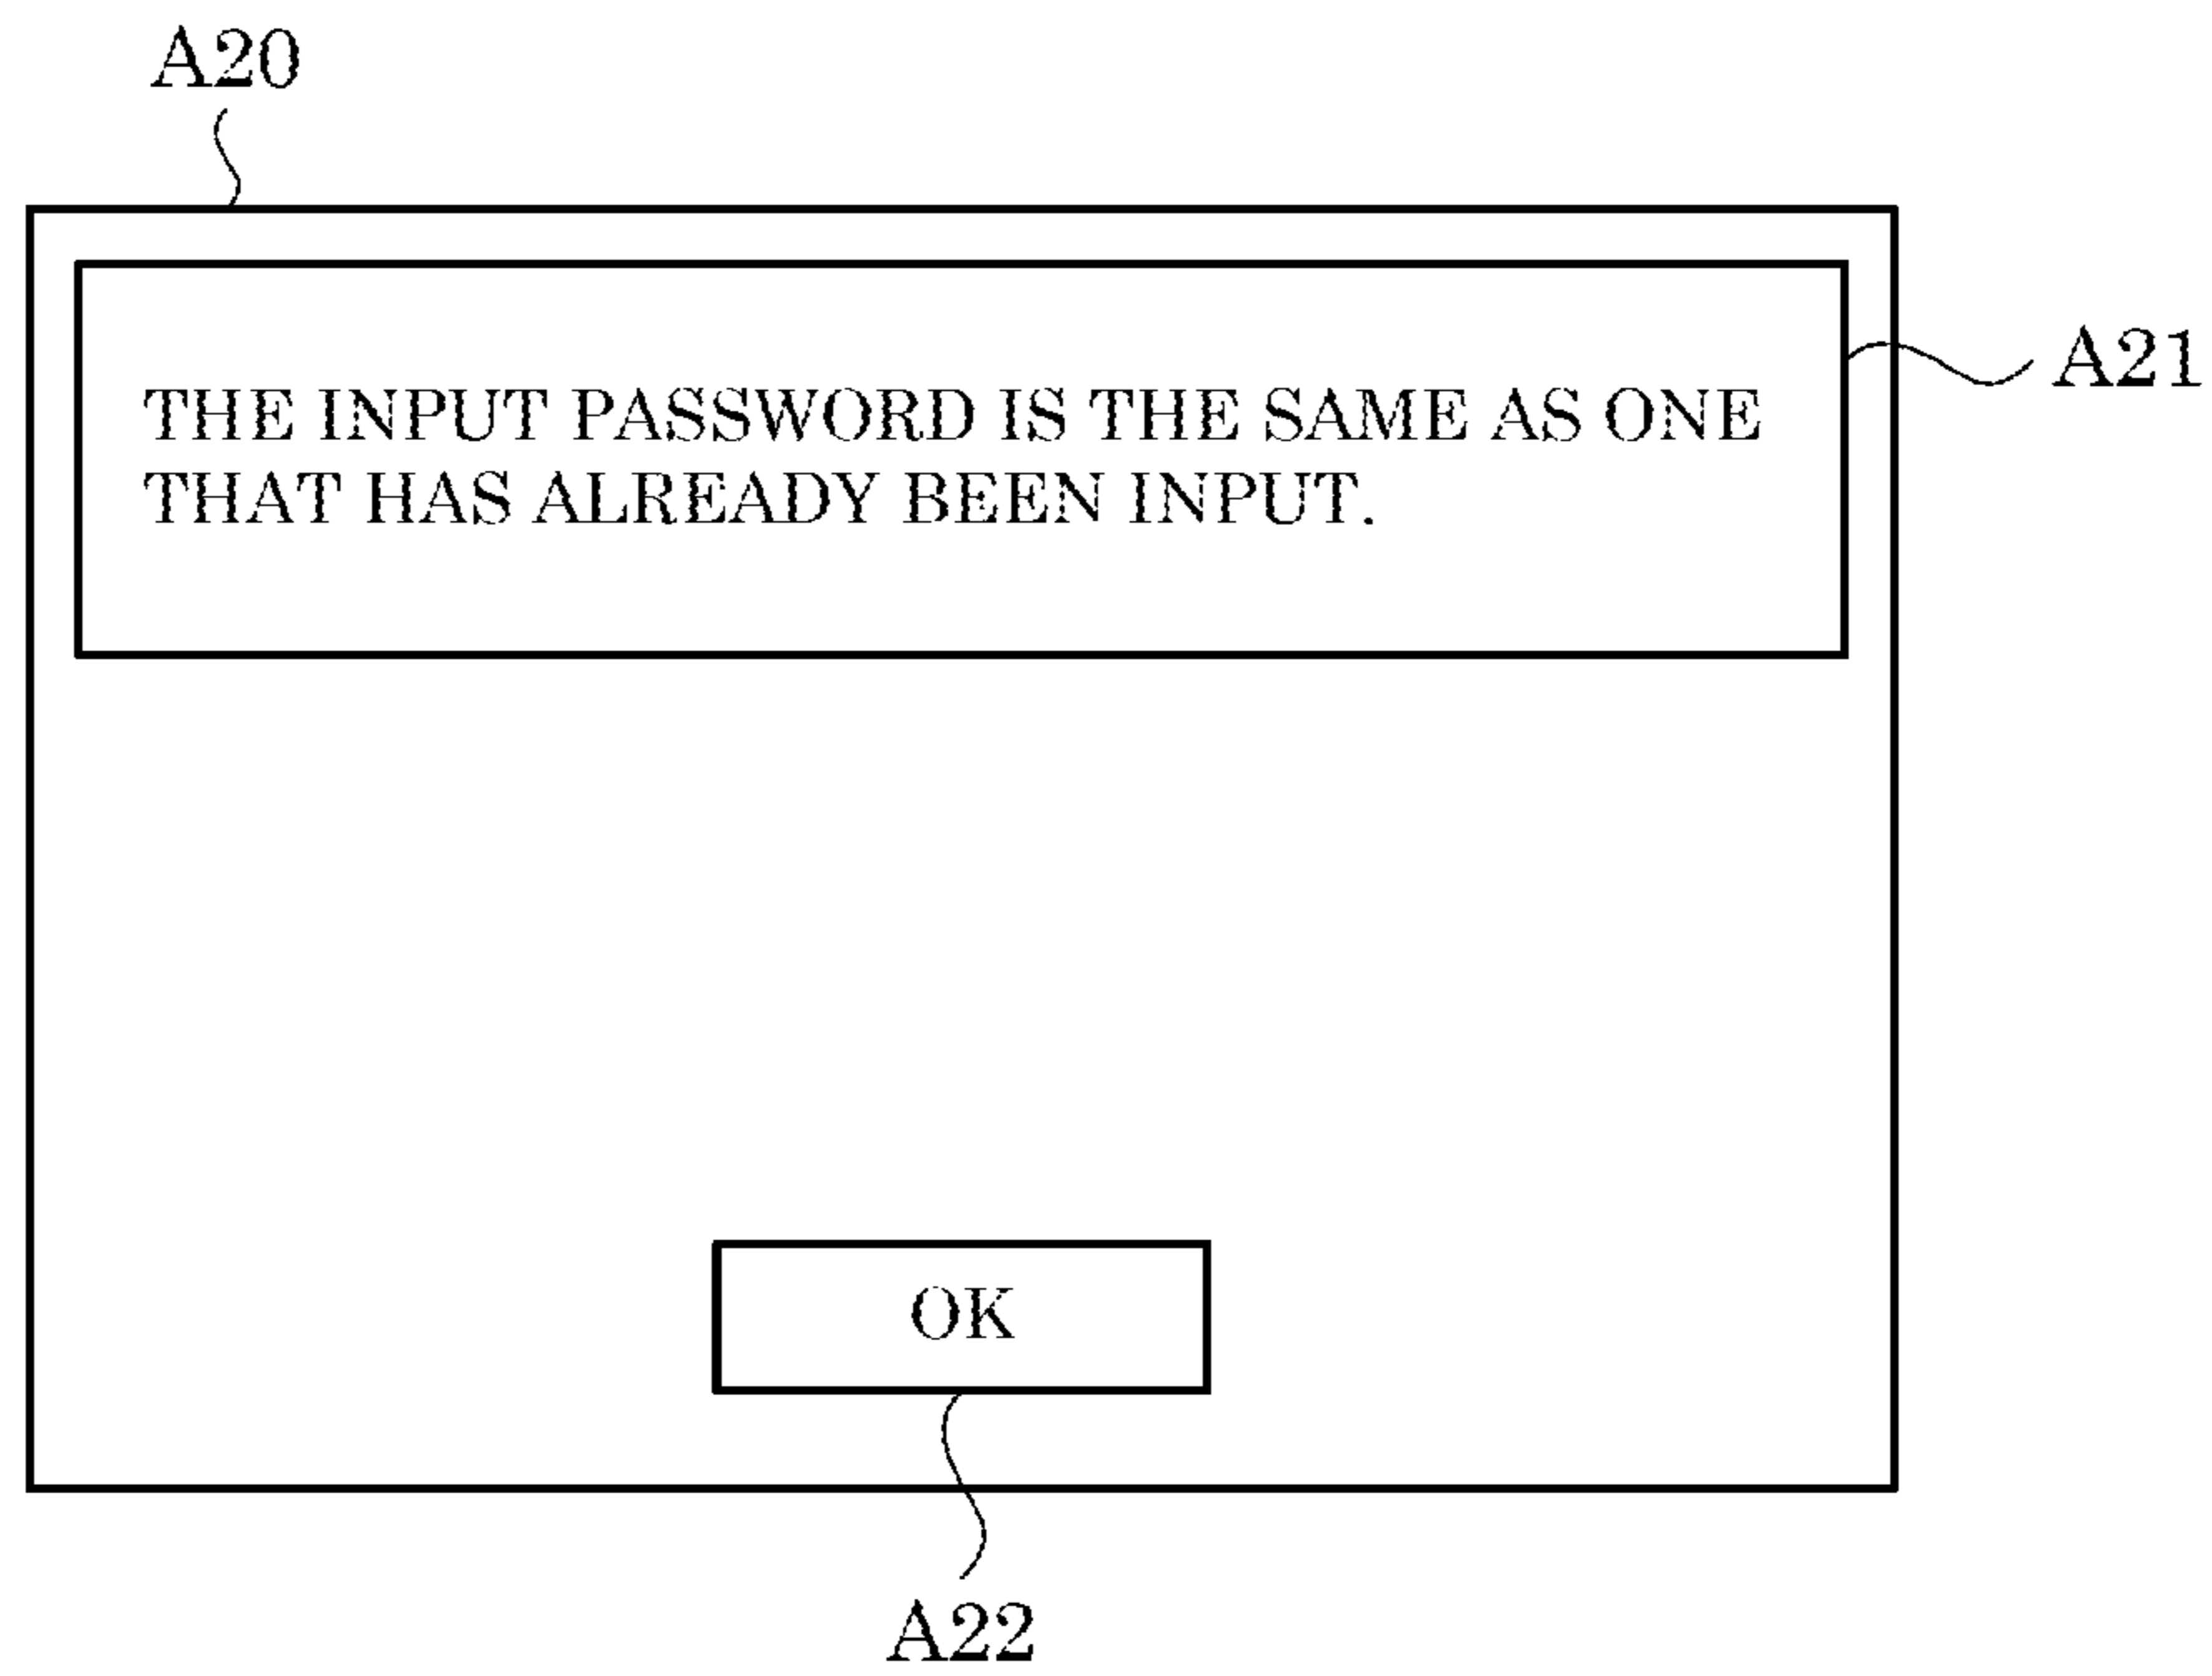 A20
A21
THE INPUT PASSWORD IS THE SAME AS ONE
THAT HAS ALREADY BEEN INPUT.
OK
A22